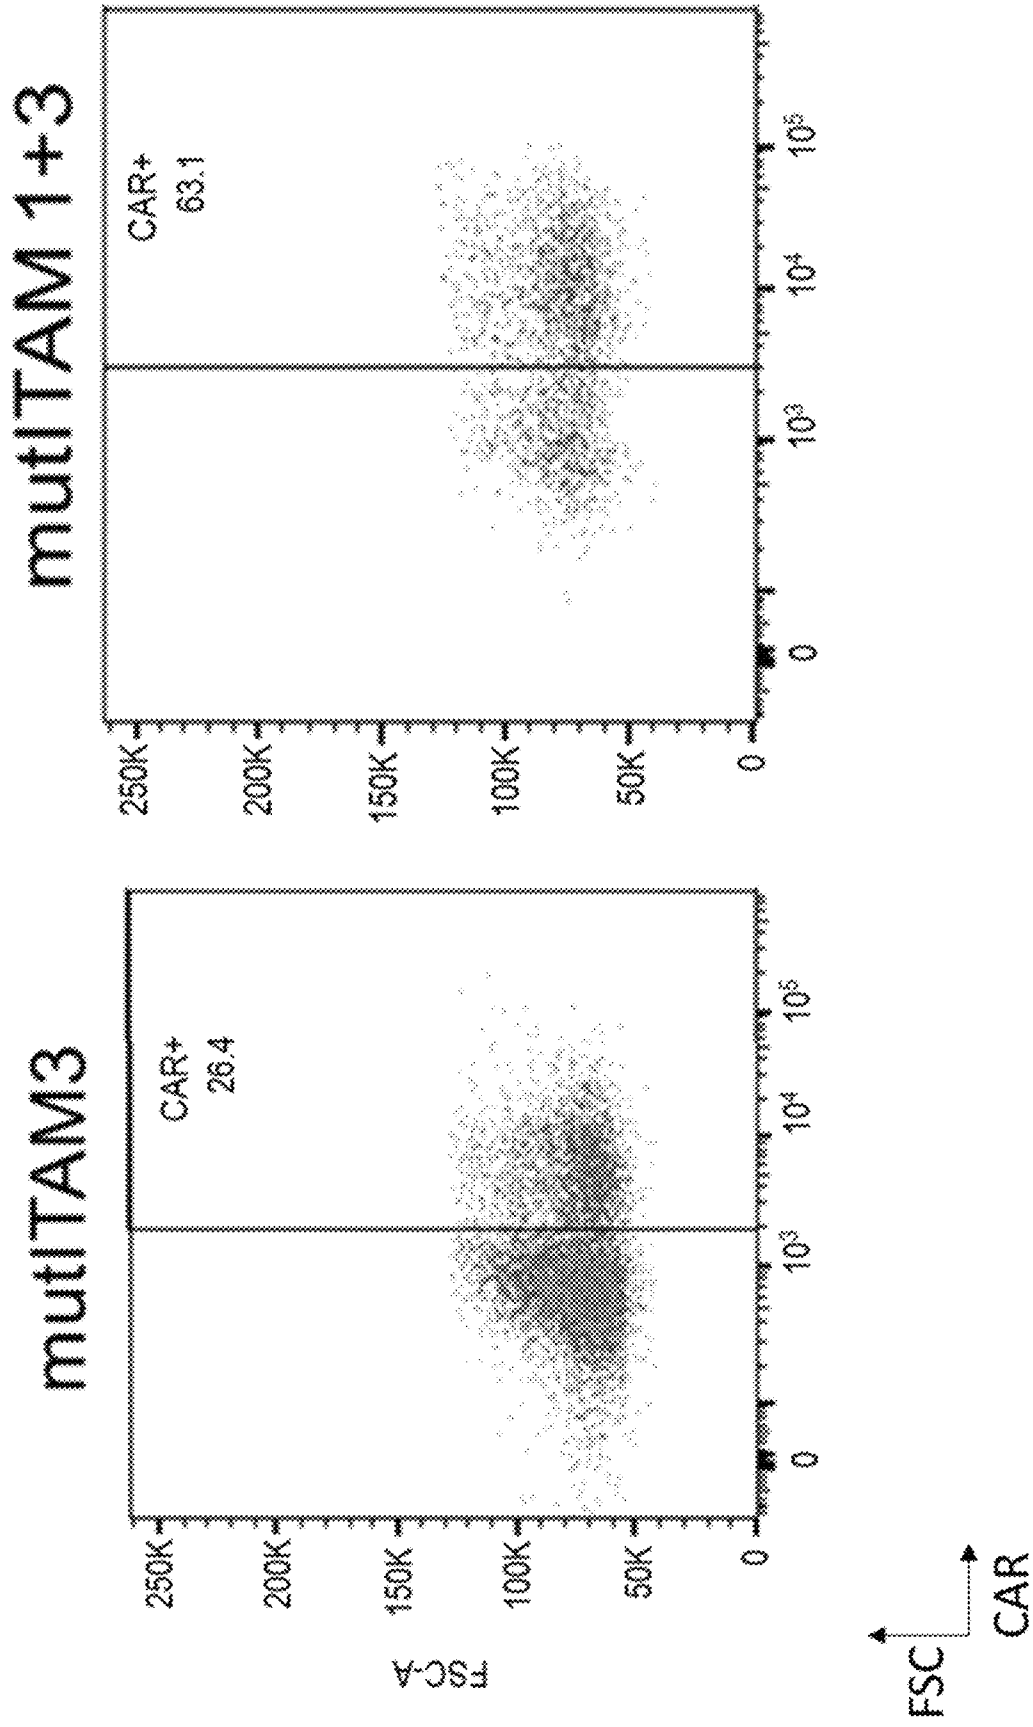 mutITAM3
CAR+
26.4
250K
200K
150K
100K
50K
0
FSC-A
0
10³
10⁴
10⁵
mutITAM 1+3
CAR+
63.1
250K
200K
150K
100K
50K
0
0
10³
10⁴
10⁵
FSC
CAR